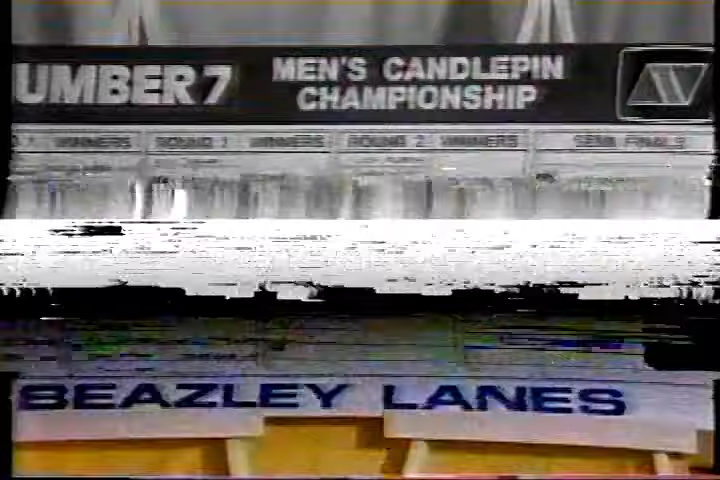 UMBER 7
MEN'S CANDLEPIN
CHAMPIONSHIP
WINNERS ROUND 1 WINNERS ROUND 2 WINNERS SEMI FINALS
BEAZLEY LANES